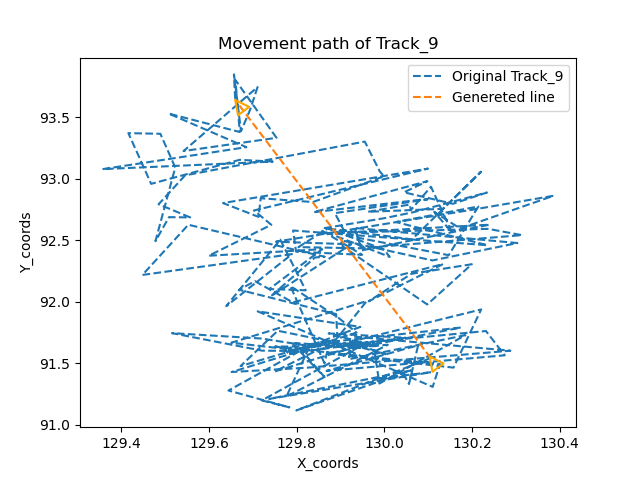 Movement path of Track_9
Original Track_9
Genereted line
93.5
93.0
92.5
92.0
91.5
91.0
Y_coords
129.4 129.6 129.8 130.0 130.2 130.4
X_coords